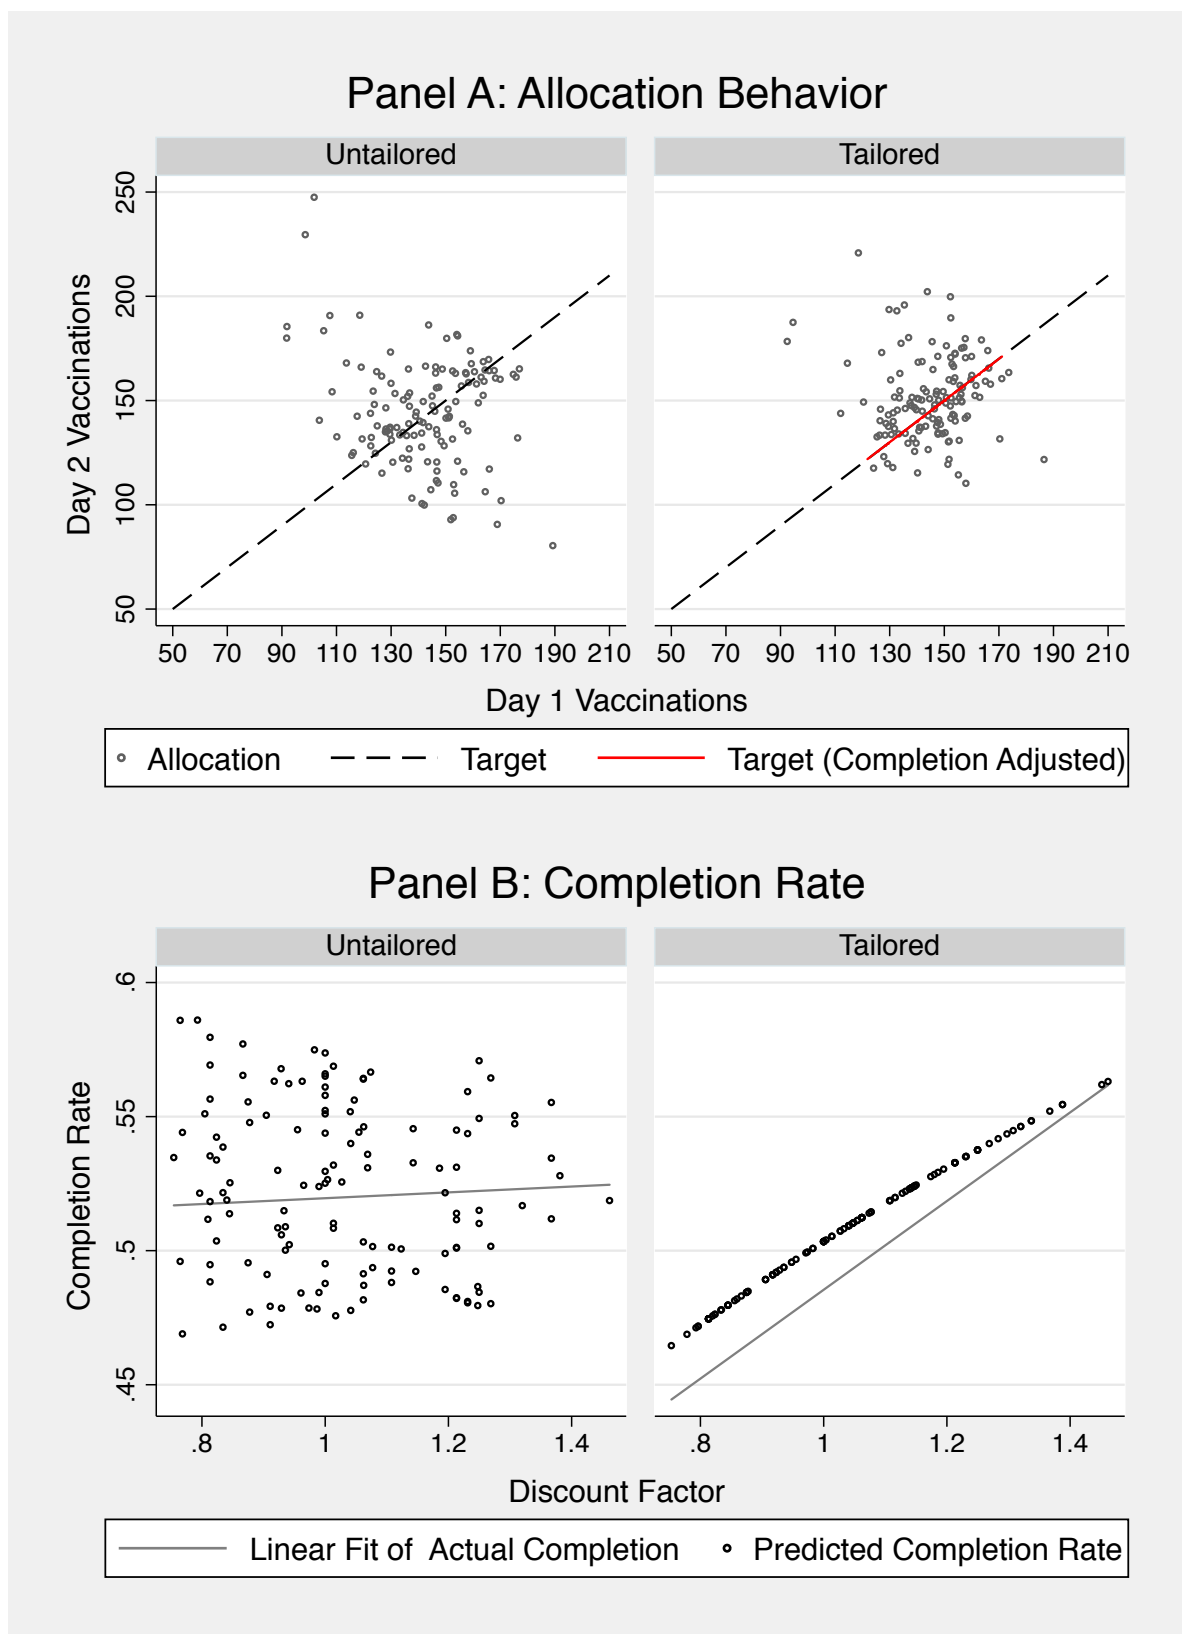 Panel A: Allocation Behavior
Untailored
Tailored
Day 2 Vaccinations
250
200
150
100
50
50 70 90 110 130 150 170 190 210
50 70 90 110 130 150 170 190 210
Day 1 Vaccinations
Allocation Target Target (Completion Adjusted)
Panel B: Completion Rate
Untailored
Tailored
Completion Rate
.6
.55
.5
.45
.8 1 1.2 1.4
.8 1 1.2 1.4
Discount Factor
Linear Fit of  Actual Completion Predicted Completion Rate